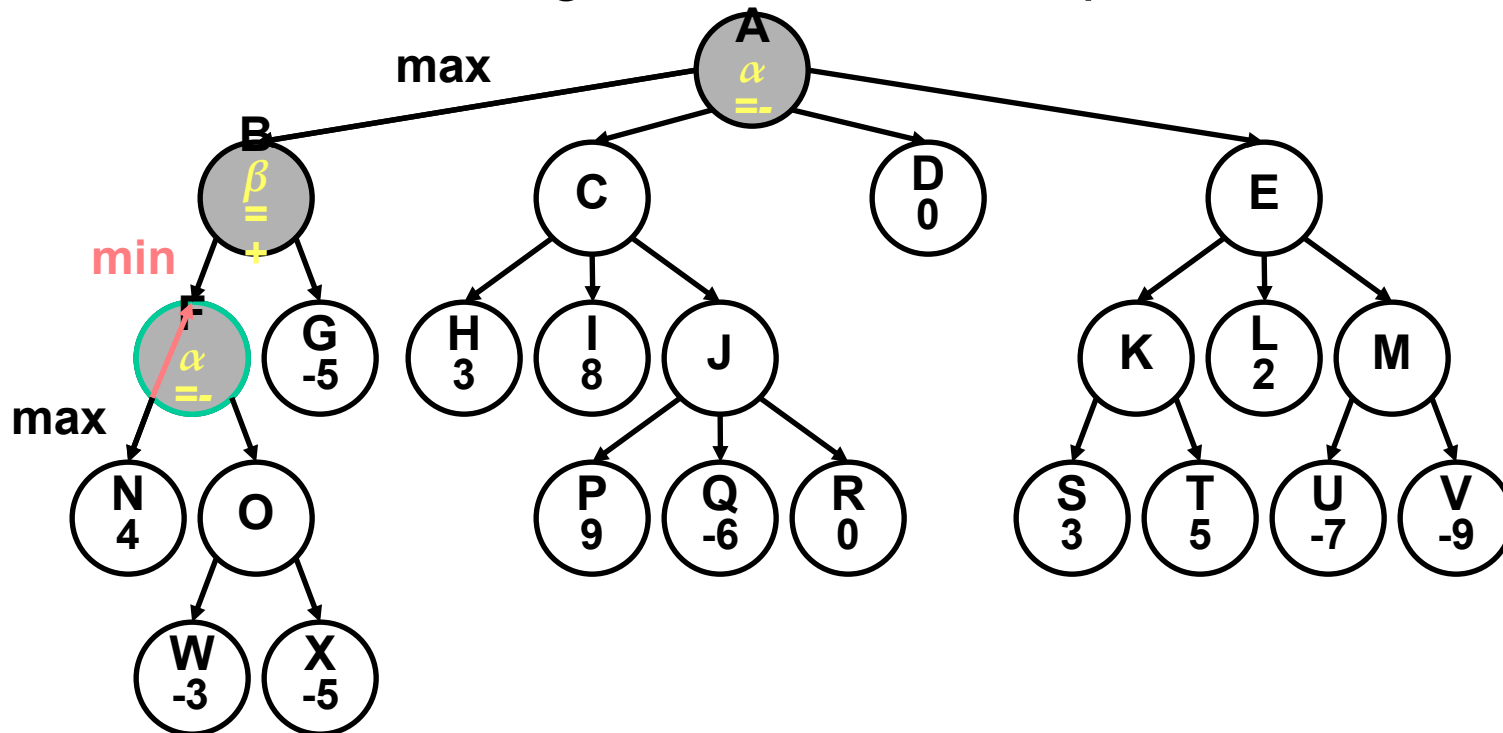 A
max
α
=-
B
β
=
+
C
D
0
E
min
F
α
=-
G
-5
H
3
I
8
J
K
L
2
M
max
N
4
O
P
9
Q
-6
R
0
S
3
T
5
U
-7
V
-9
W
-3
X
-5